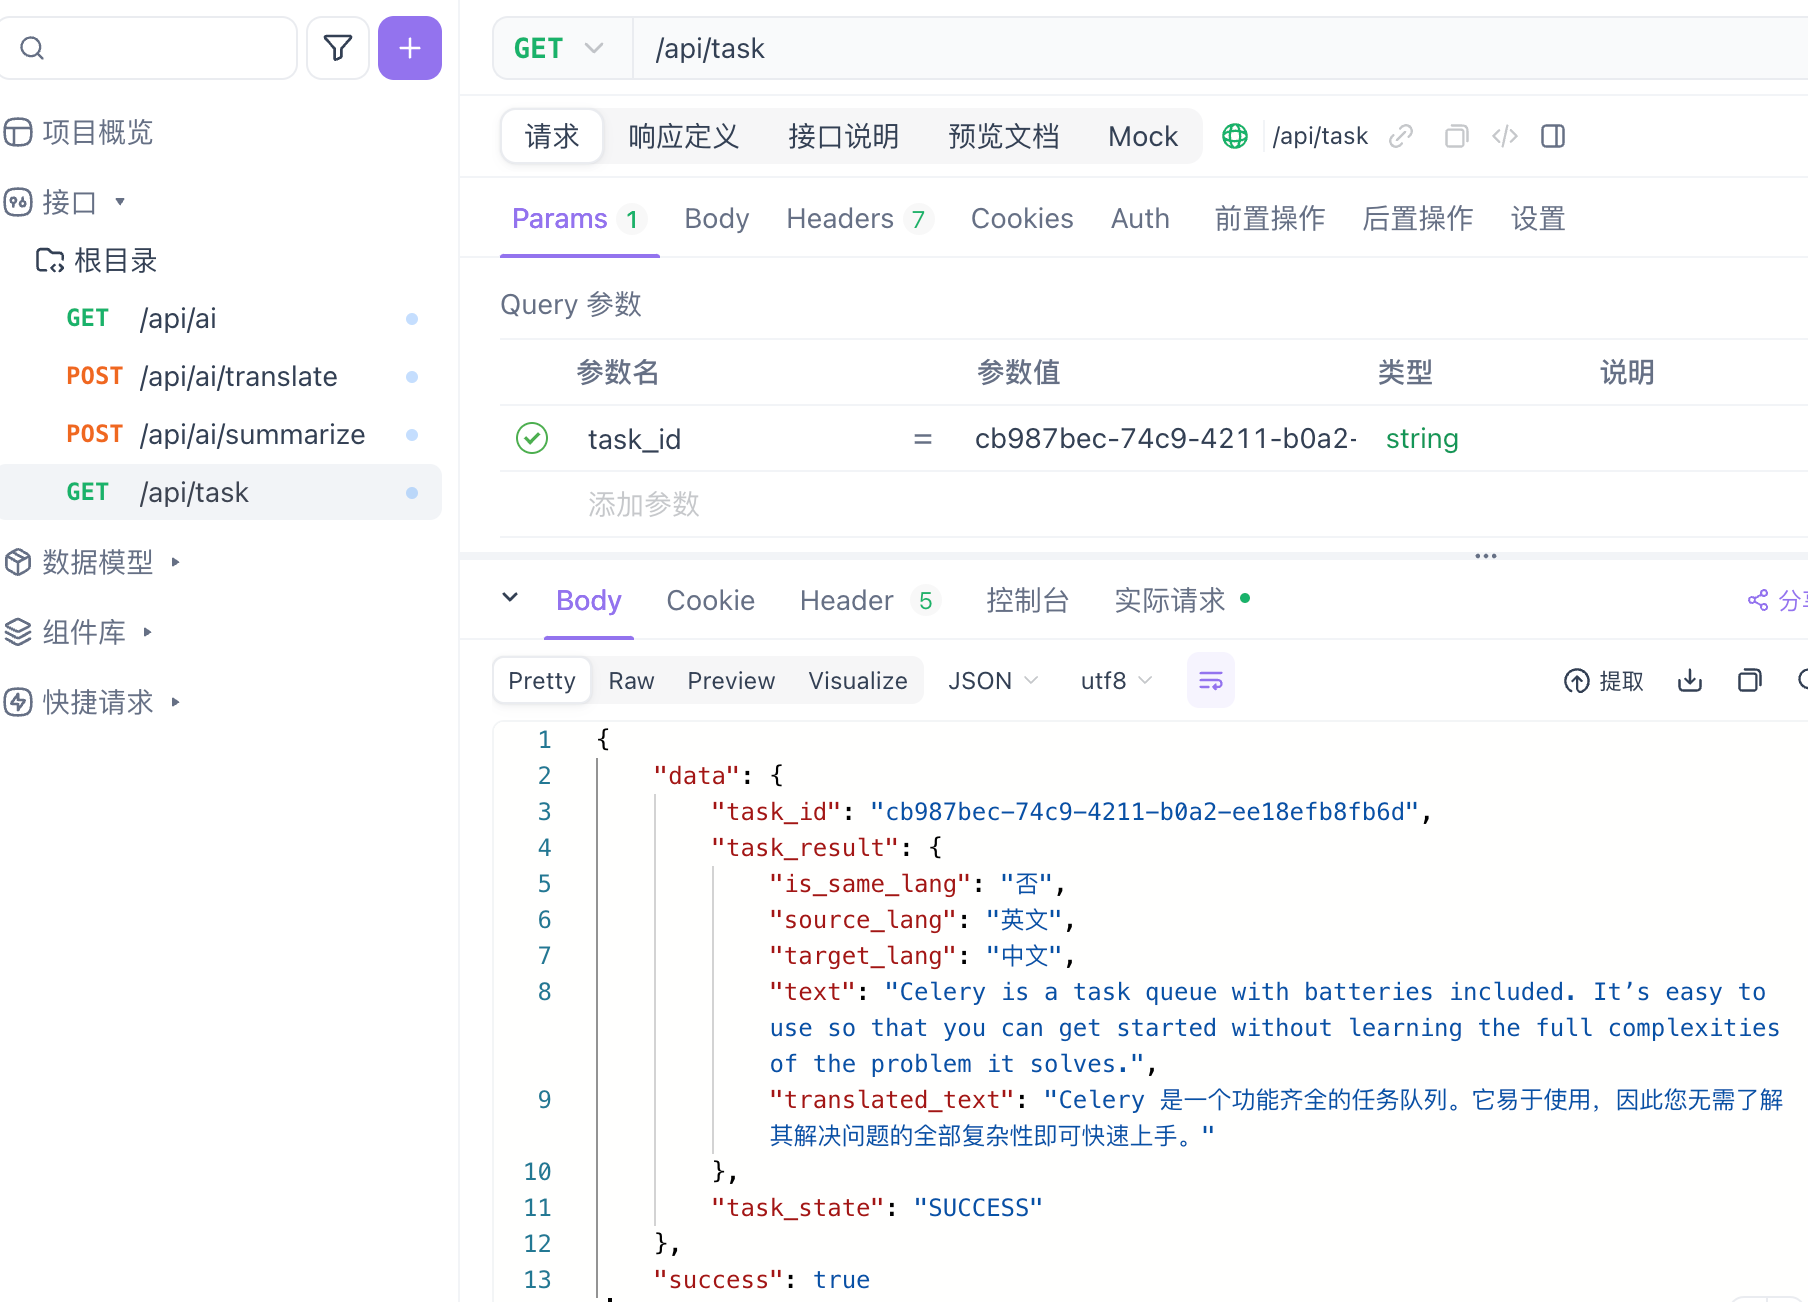 项目概览
接口
根目录
GET /api/ai
POST /api/ai/translate
POST /api/ai/summarize
GET /api/task
数据模型
组件库
快捷请求
GET /api/task
请求 响应定义 接口说明 预览文档 Mock /api/task
Params 1 Body Headers 7 Cookies Auth 前置操作 后置操作 设置
Query 参数
参数名 参数值 类型 说明
task_id = cb987bec-74c9-4211-b0a2- string
添加参数
Body Cookie Header 5 控制台 实际请求 分享
Pretty Raw Preview Visualize JSON utf8 提取
1 {
2 "data": {
3 "task_id": "cb987bec-74c9-4211-b0a2-ee18efb8fb6d",
4 "task_result": {
5 "is_same_lang": "否",
6 "source_lang": "英文",
7 "target_lang": "中文",
8 "text": "Celery is a task queue with batteries included. It’s easy to
use so that you can get started without learning the full complexities
of the problem it solves.",
9 "translated_text": "Celery 是一个功能齐全的任务队列。它易于使用，因此您无需了解
其解决问题的全部复杂性即可快速上手。"
10 },
11 "task_state": "SUCCESS"
12 },
13 "success": true